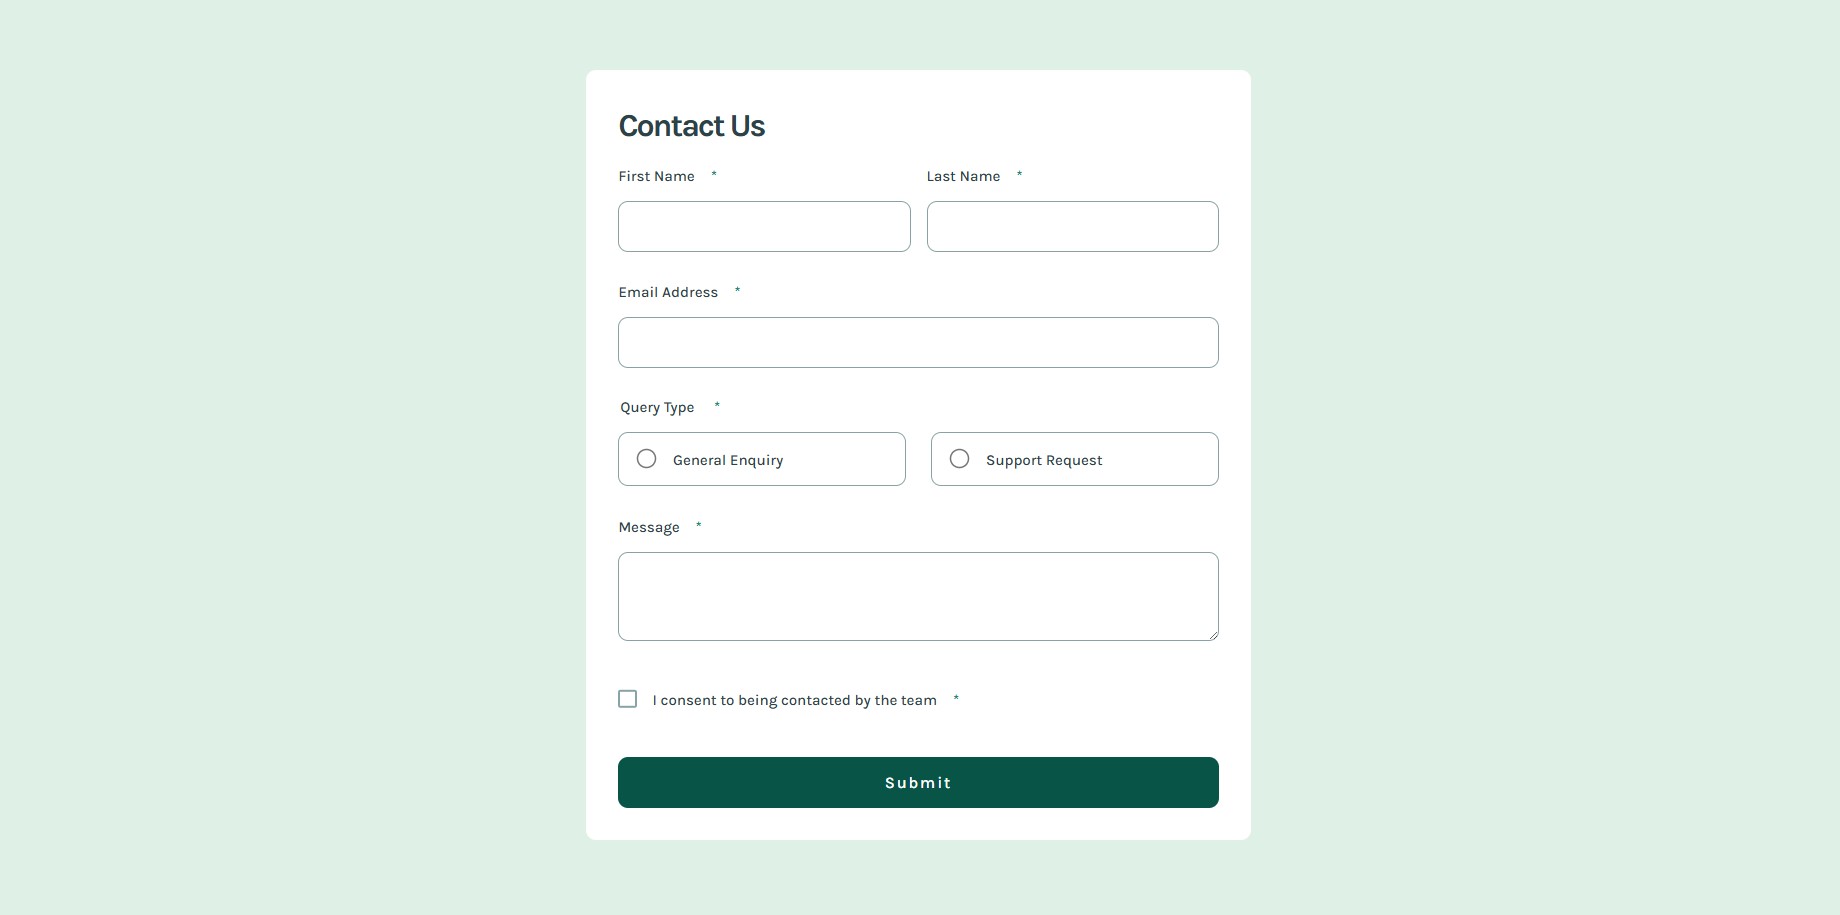 Contact Us
First Name *
Last Name *
Email Address *
Query Type *
General Enquiry
Support Request
Message *
I consent to being contacted by the team *
Submit